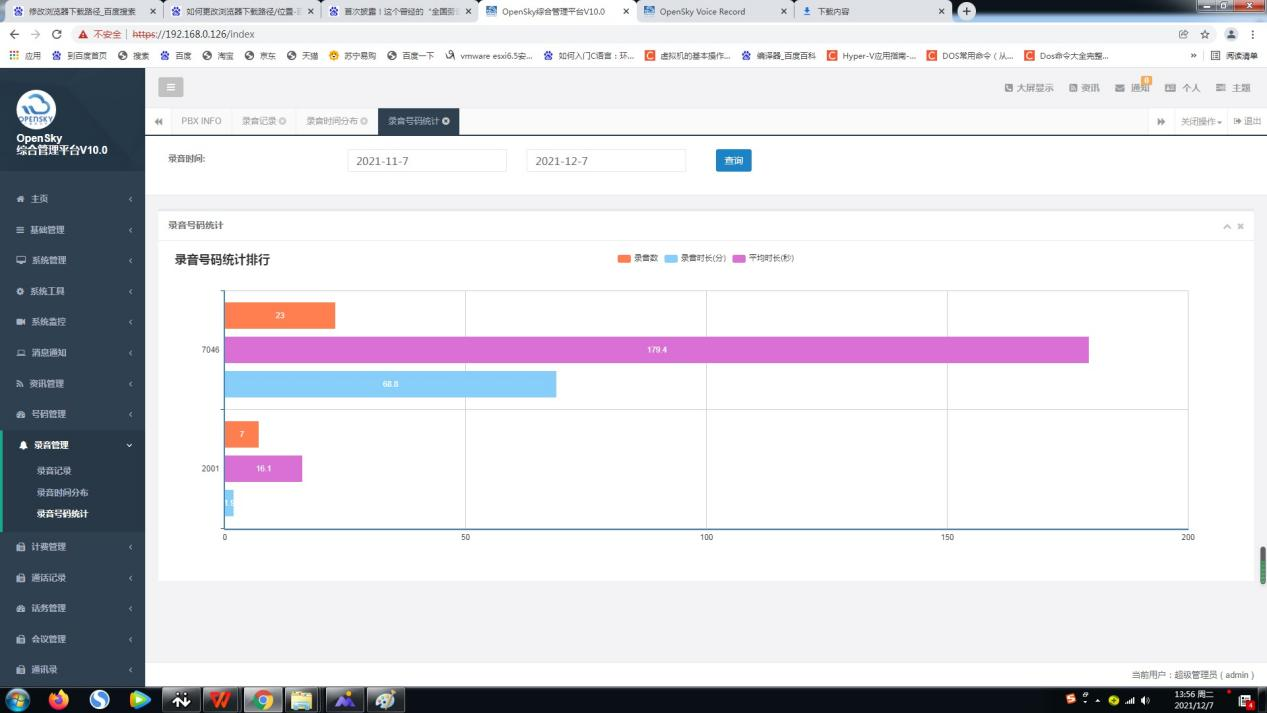 修改浏览器下载路径_百度搜索
如何更改浏览器下载路径/位置-百
首次披露！这个曾经的“全国劳
OpenSky综合管理平台V10.0
OpenSky Voice Record
下载内容
不安全 https://192.168.0.126/index
应用 到百度首页 搜索 百度 淘宝 京东 天猫 苏宁易购 百度一下 vmware esxi6.5安... 如何入门C语言：环... 虚拟机的基本操作... 编译器_百度百科 Hyper-V应用指南-... DOS常用命令（从... Dos命令大全完整... » 阅读清单
OPENSKY
OpenSky
综合管理平台V10.0
大屏显示 资讯 通知 0 个人 主题
PBX INFO 录音记录 录音时间分布 录音号码统计 关闭操作 退出
录音时间: 2021-11-7 2021-12-7 查询
主页
基础管理
系统管理
系统工具
系统监控
消息通知
资讯管理
号码管理
录音管理
录音记录
录音时间分布
录音号码统计
计费管理
通话记录
话务管理
会议管理
通讯录
录音号码统计
录音号码统计排行
录音数 录音时长(分) 平均时长(秒)
23
7046 179.4
68.8
7
2001 16.1
0 50 100 150 200
当前用户：超级管理员 ( admin )
13:56 周二
2021/12/7
4